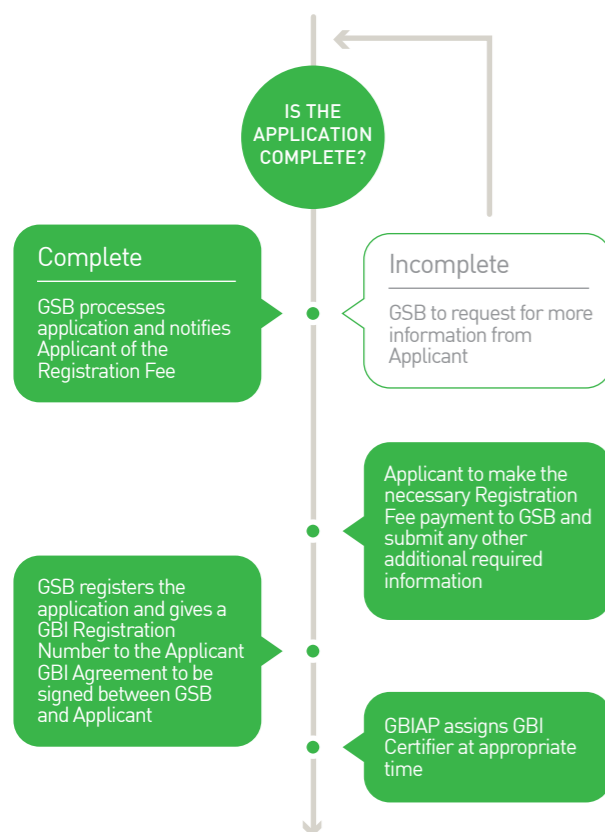 IS THE
APPLICATION
COMPLETE?
Complete
GSB processes
application and notifies
Applicant of the
Registration Fee
Incomplete
GSB to request for more
information from
Applicant
Applicant to make the
necessary Registration
Fee payment to GSB and
submit any other
additional required
information
GSB registers the
application and gives a
GBI Registration
Number to the Applicant
GBI Agreement to be
signed between GSB
and Applicant
GBIAP assigns GBI
Certifier at appropriate
time